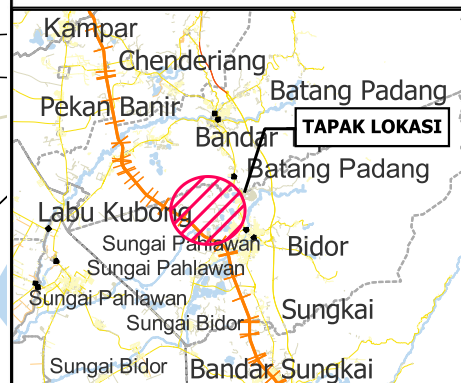 Kampar
Chenderiang
Batang Padang
Pekan Banir
TAPAK LOKASI
Bandar
Batang Padang
Labu Kubong
Sungai Pahlawan
Bidor
Sungai Pahlawan
Sungai Pahlawan
Sungkai
Sungai Bidor
Sungai Bidor
Bandar Sungkai